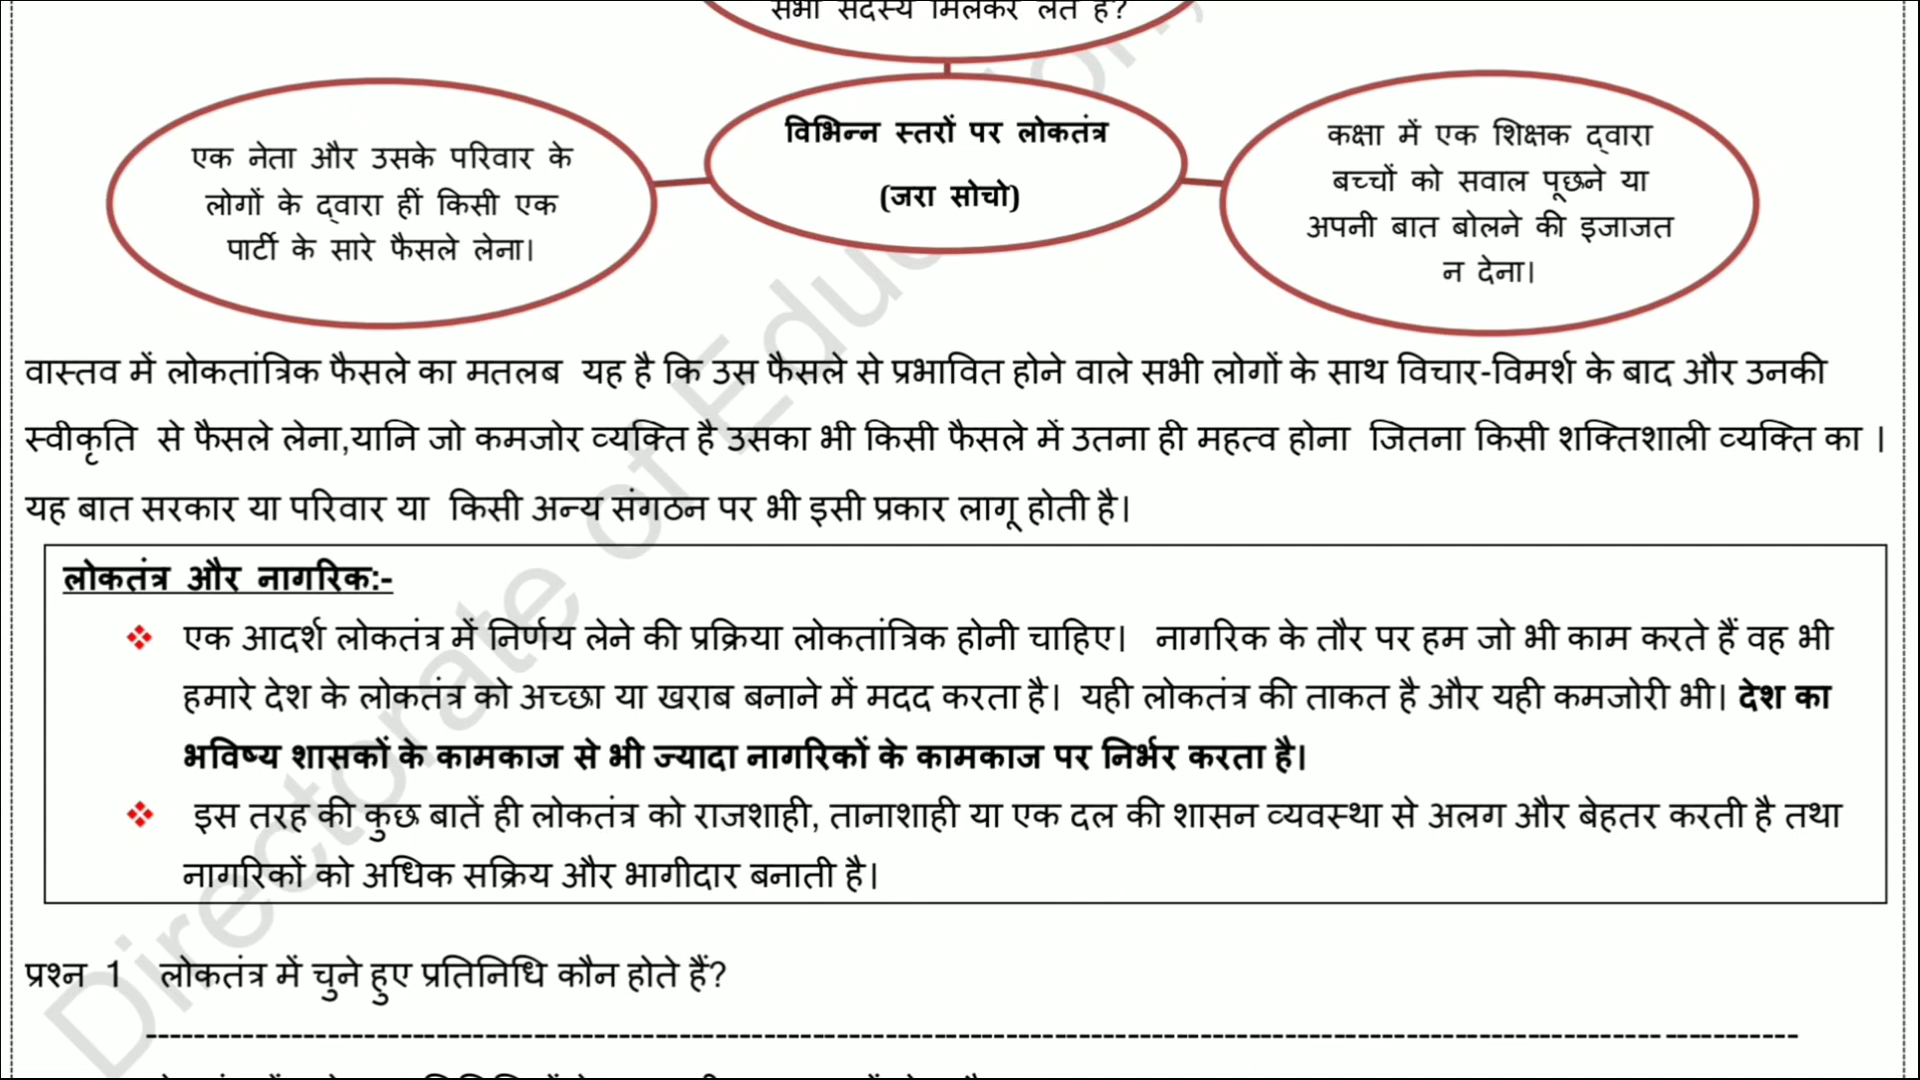 सभी सदस्य मिलकर लेते हैं?
विभिन्न स्तरों पर लोकतंत्र
(जरा सोचो)
एक नेता और उसके परिवार के
लोगों के द्वारा हीं किसी एक
पार्टी के सारे फैसले लेना।
कक्षा में एक शिक्षक द्वारा
बच्चों को सवाल पूछने या
अपनी बात बोलने की इजाजत
न देना।
वास्तव में लोकतांत्रिक फैसले का मतलब यह है कि उस फैसले से प्रभावित होने वाले सभी लोगों के साथ विचार-विमर्श के बाद और उनकी
स्वीकृति से फैसले लेना,यानि जो कमजोर व्यक्ति है उसका भी किसी फैसले में उतना ही महत्व होना जितना किसी शक्तिशाली व्यक्ति का ।
यह बात सरकार या परिवार या किसी अन्य संगठन पर भी इसी प्रकार लागू होती है।
लोकतंत्र और नागरिक:-
एक आदर्श लोकतंत्र में निर्णय लेने की प्रक्रिया लोकतांत्रिक होनी चाहिए। नागरिक के तौर पर हम जो भी काम करते हैं वह भी
हमारे देश के लोकतंत्र को अच्छा या खराब बनाने में मदद करता है। यही लोकतंत्र की ताकत है और यही कमजोरी भी। देश का
भविष्य शासकों के कामकाज से भी ज्यादा नागरिकों के कामकाज पर निर्भर करता है।
इस तरह की कुछ बातें ही लोकतंत्र को राजशाही, तानाशाही या एक दल की शासन व्यवस्था से अलग और बेहतर करती है तथा
नागरिकों को अधिक सक्रिय और भागीदार बनाती है।
प्रश्न 1 लोकतंत्र में चुने हुए प्रतिनिधि कौन होते हैं?
Directorate of Education,